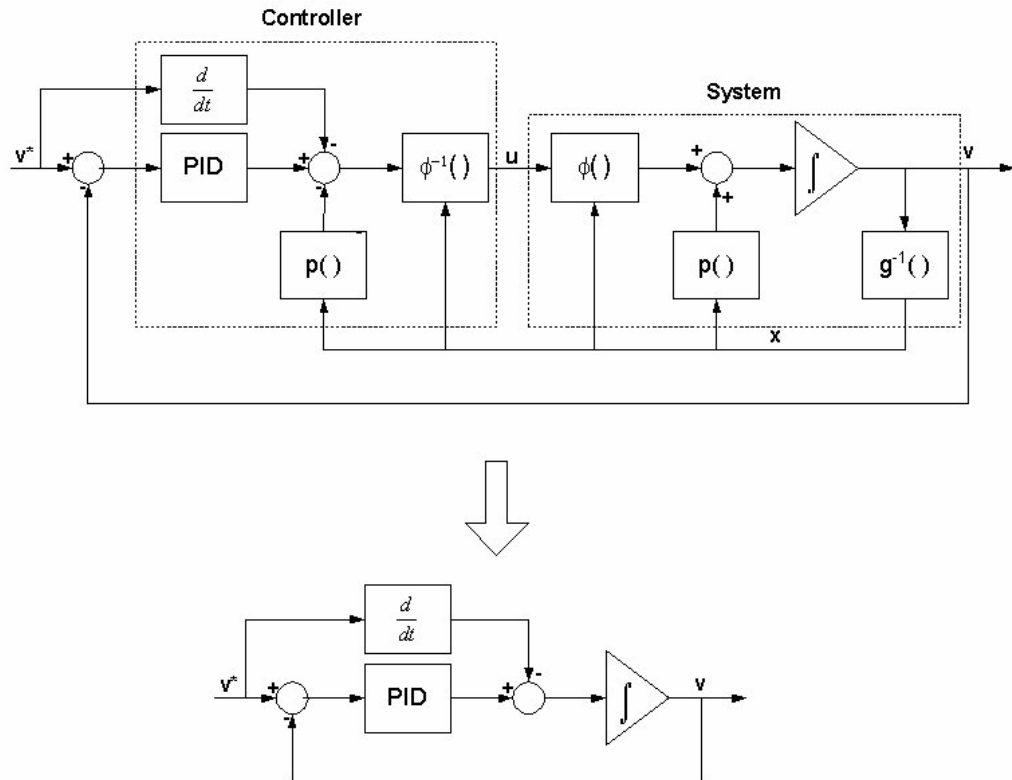 Controller
d
dt
System
v*
+
-
PID
+
-
-
ϕ⁻¹()
u
ϕ()
+
+
∫
v
p()
p()
g⁻¹()
x
-
d
dt
v*
+
-
PID
+
-
∫
v